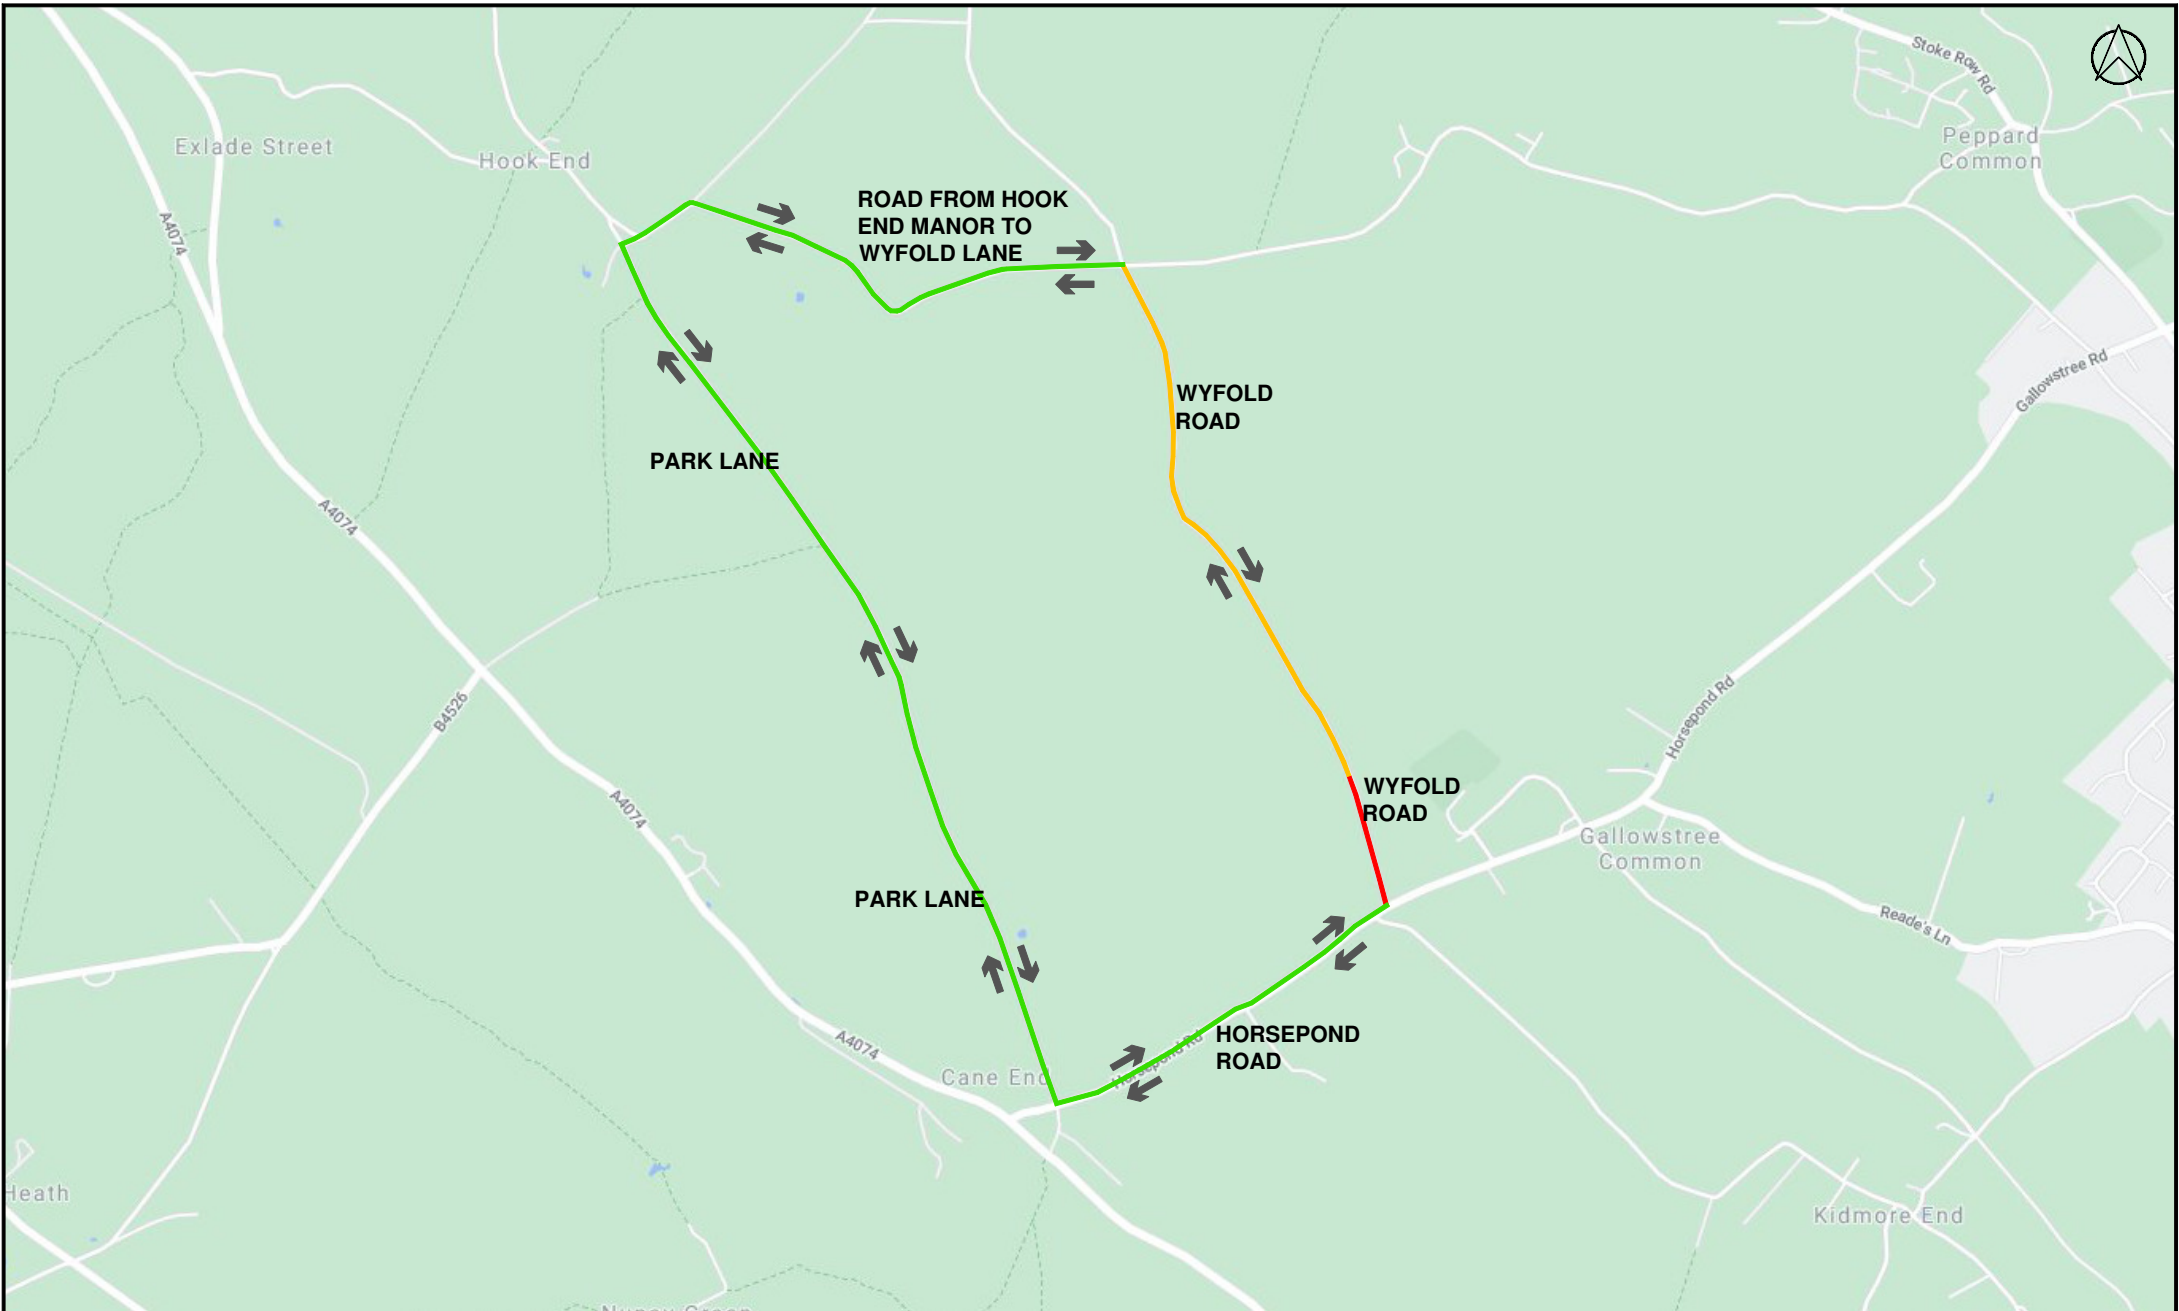 Stoke Row Rd
Peppard
Common
Exlade Street
Hook End
ROAD FROM HOOK
END MANOR TO
WYFOLD LANE
A4074
Gallowstree Rd
WYFOLD
ROAD
PARK LANE
A4074
Horsepond Rd
B4526
A4074
WYFOLD
ROAD
Gallowstree
Common
PARK LANE
Reade's Ln
HORSEPOND
ROAD
Horsepond Rd
A4074
Cane End
Heath
Kidmore End